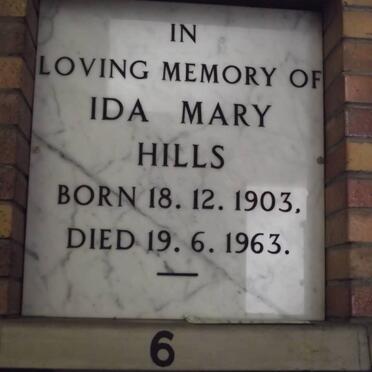 IN
LOVING MEMORY OF
IDA MARY
HILLS
BORN 18. 12. 1903,
DIED 19. 6. 1963.
6